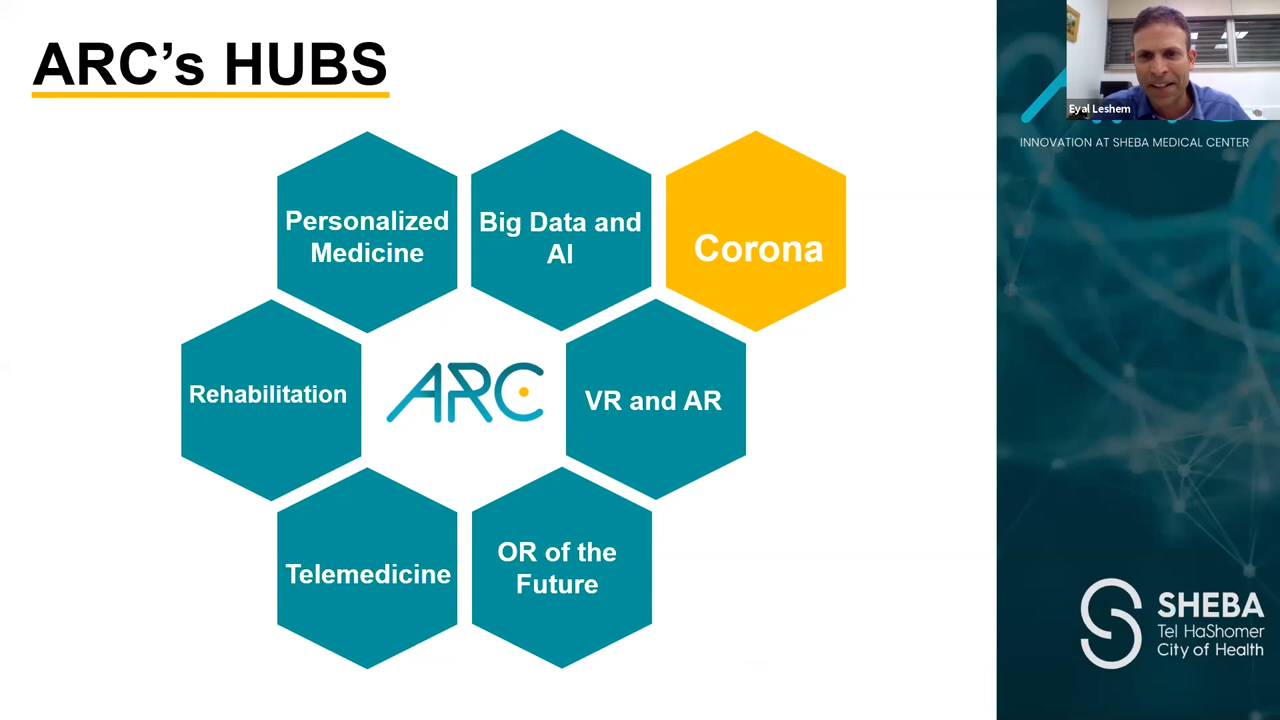 ARC's HUBS
Eyal Leshem
INNOVATION AT SHEBA MEDICAL CENTER
Personalized
Medicine
Big Data and
AI
Corona
Rehabilitation
ARC
VR and AR
Telemedicine
OR of the
Future
SHEBA
Tel HaShomer
City of Health